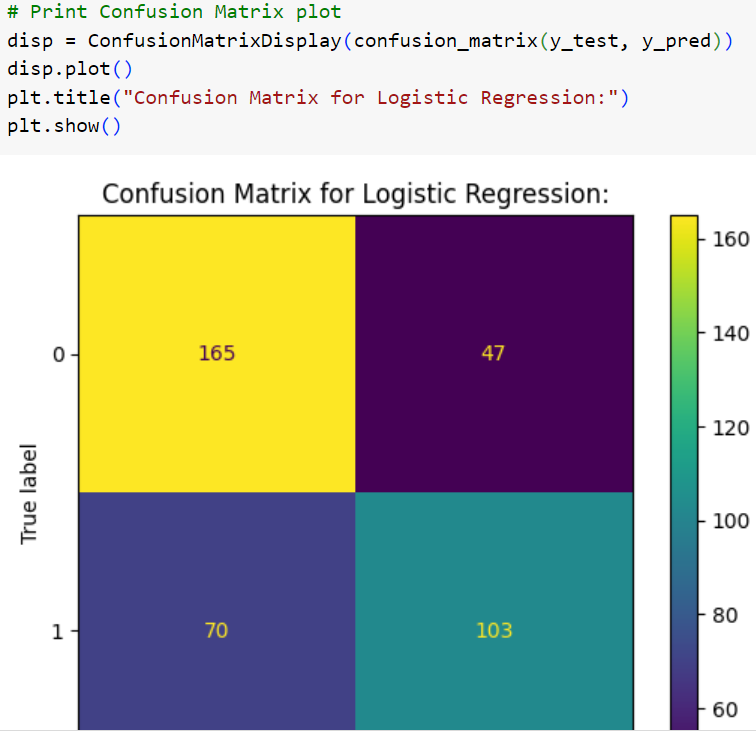 # Print Confusion Matrix plot
disp = ConfusionMatrixDisplay(confusion_matrix(y_test, y_pred))
disp.plot()
plt.title("Confusion Matrix for Logistic Regression:")
plt.show()
Confusion Matrix for Logistic Regression:
160
140
120
100
80
60
0
165
47
True label
1
70
103